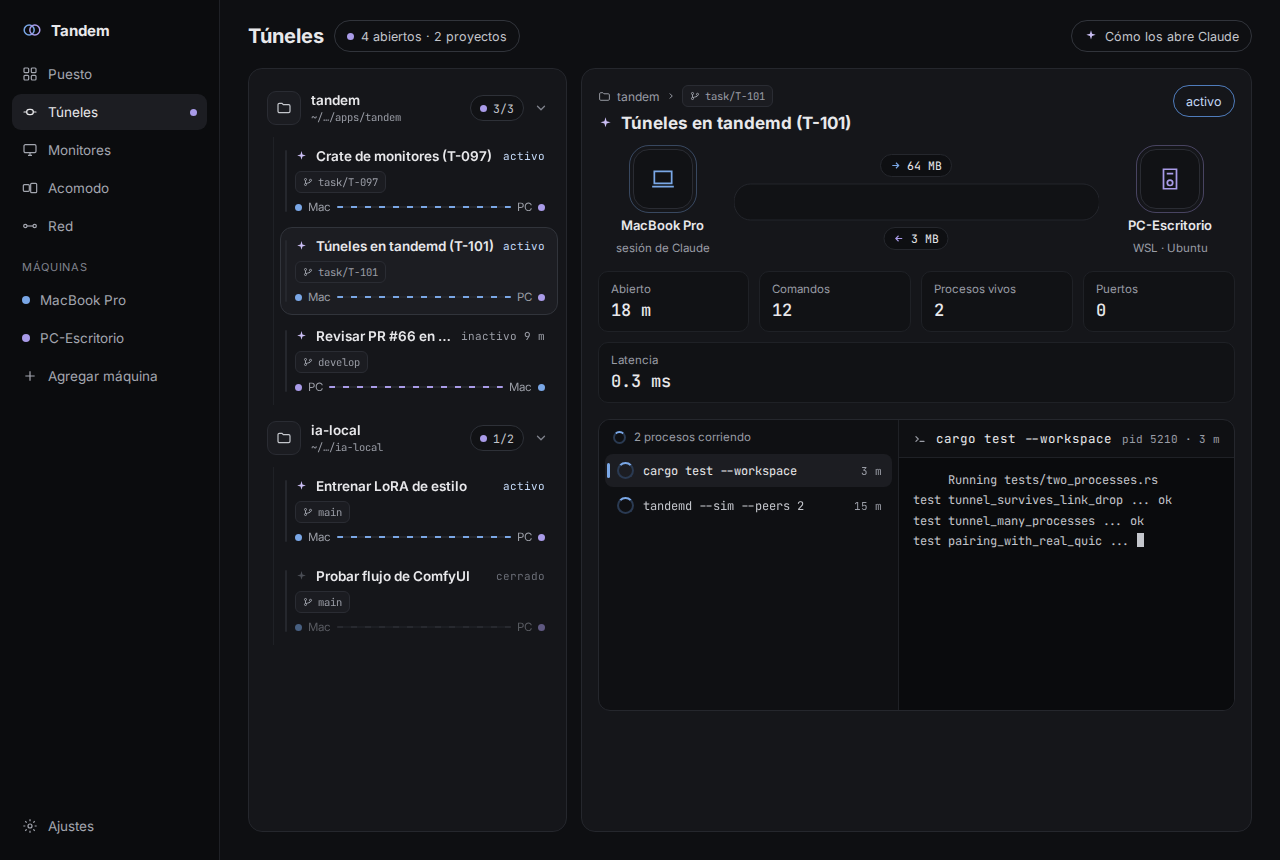 Tandem
Puesto
Túneles
Monitores
Acomodo
Red
MÁQUINAS
MacBook Pro
PC-Escritorio
Agregar máquina
Ajustes
Túneles
4 abiertos · 2 proyectos
Cómo los abre Claude
tandem
~/…/apps/tandem
3/3
Crate de monitores (T-097) activo
task/T-097
Mac PC
Túneles en tandemd (T-101) activo
task/T-101
Mac PC
Revisar PR #66 en ... inactivo 9 m
develop
PC Mac
ia-local
~/…/ia-local
1/2
Entrenar LoRA de estilo activo
main
Mac PC
Probar flujo de ComfyUI cerrado
main
Mac PC
tandem › task/T-101
activo
Túneles en tandemd (T-101)
→ 64 MB
← 3 MB
MacBook Pro
sesión de Claude
PC-Escritorio
WSL · Ubuntu
Abierto
18 m
Comandos
12
Procesos vivos
2
Puertos
0
Latencia
0.3 ms
2 procesos corriendo
cargo test --workspace 3 m
tandemd --sim --peers 2 15 m
cargo test --workspace pid 5210 · 3 m
Running tests/two_processes.rs
test tunnel_survives_link_drop ... ok
test tunnel_many_processes ... ok
test pairing_with_real_quic ...